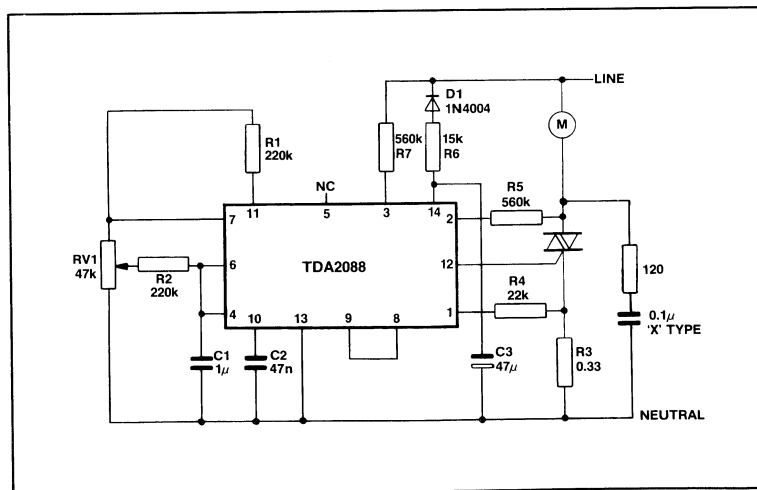 LINE
D1
1N4004
M
R1
220k
560k
R7
15k
R6
NC
R5
560k
11
5
3
14
7
2
RV1
47k
R2
220k
6
TDA2088
12
120
R4
22k
4
10
13
9
8
1
0.1μ
'X' TYPE
C1
1μ
C2
47n
C3
47μ
R3
0.33
NEUTRAL